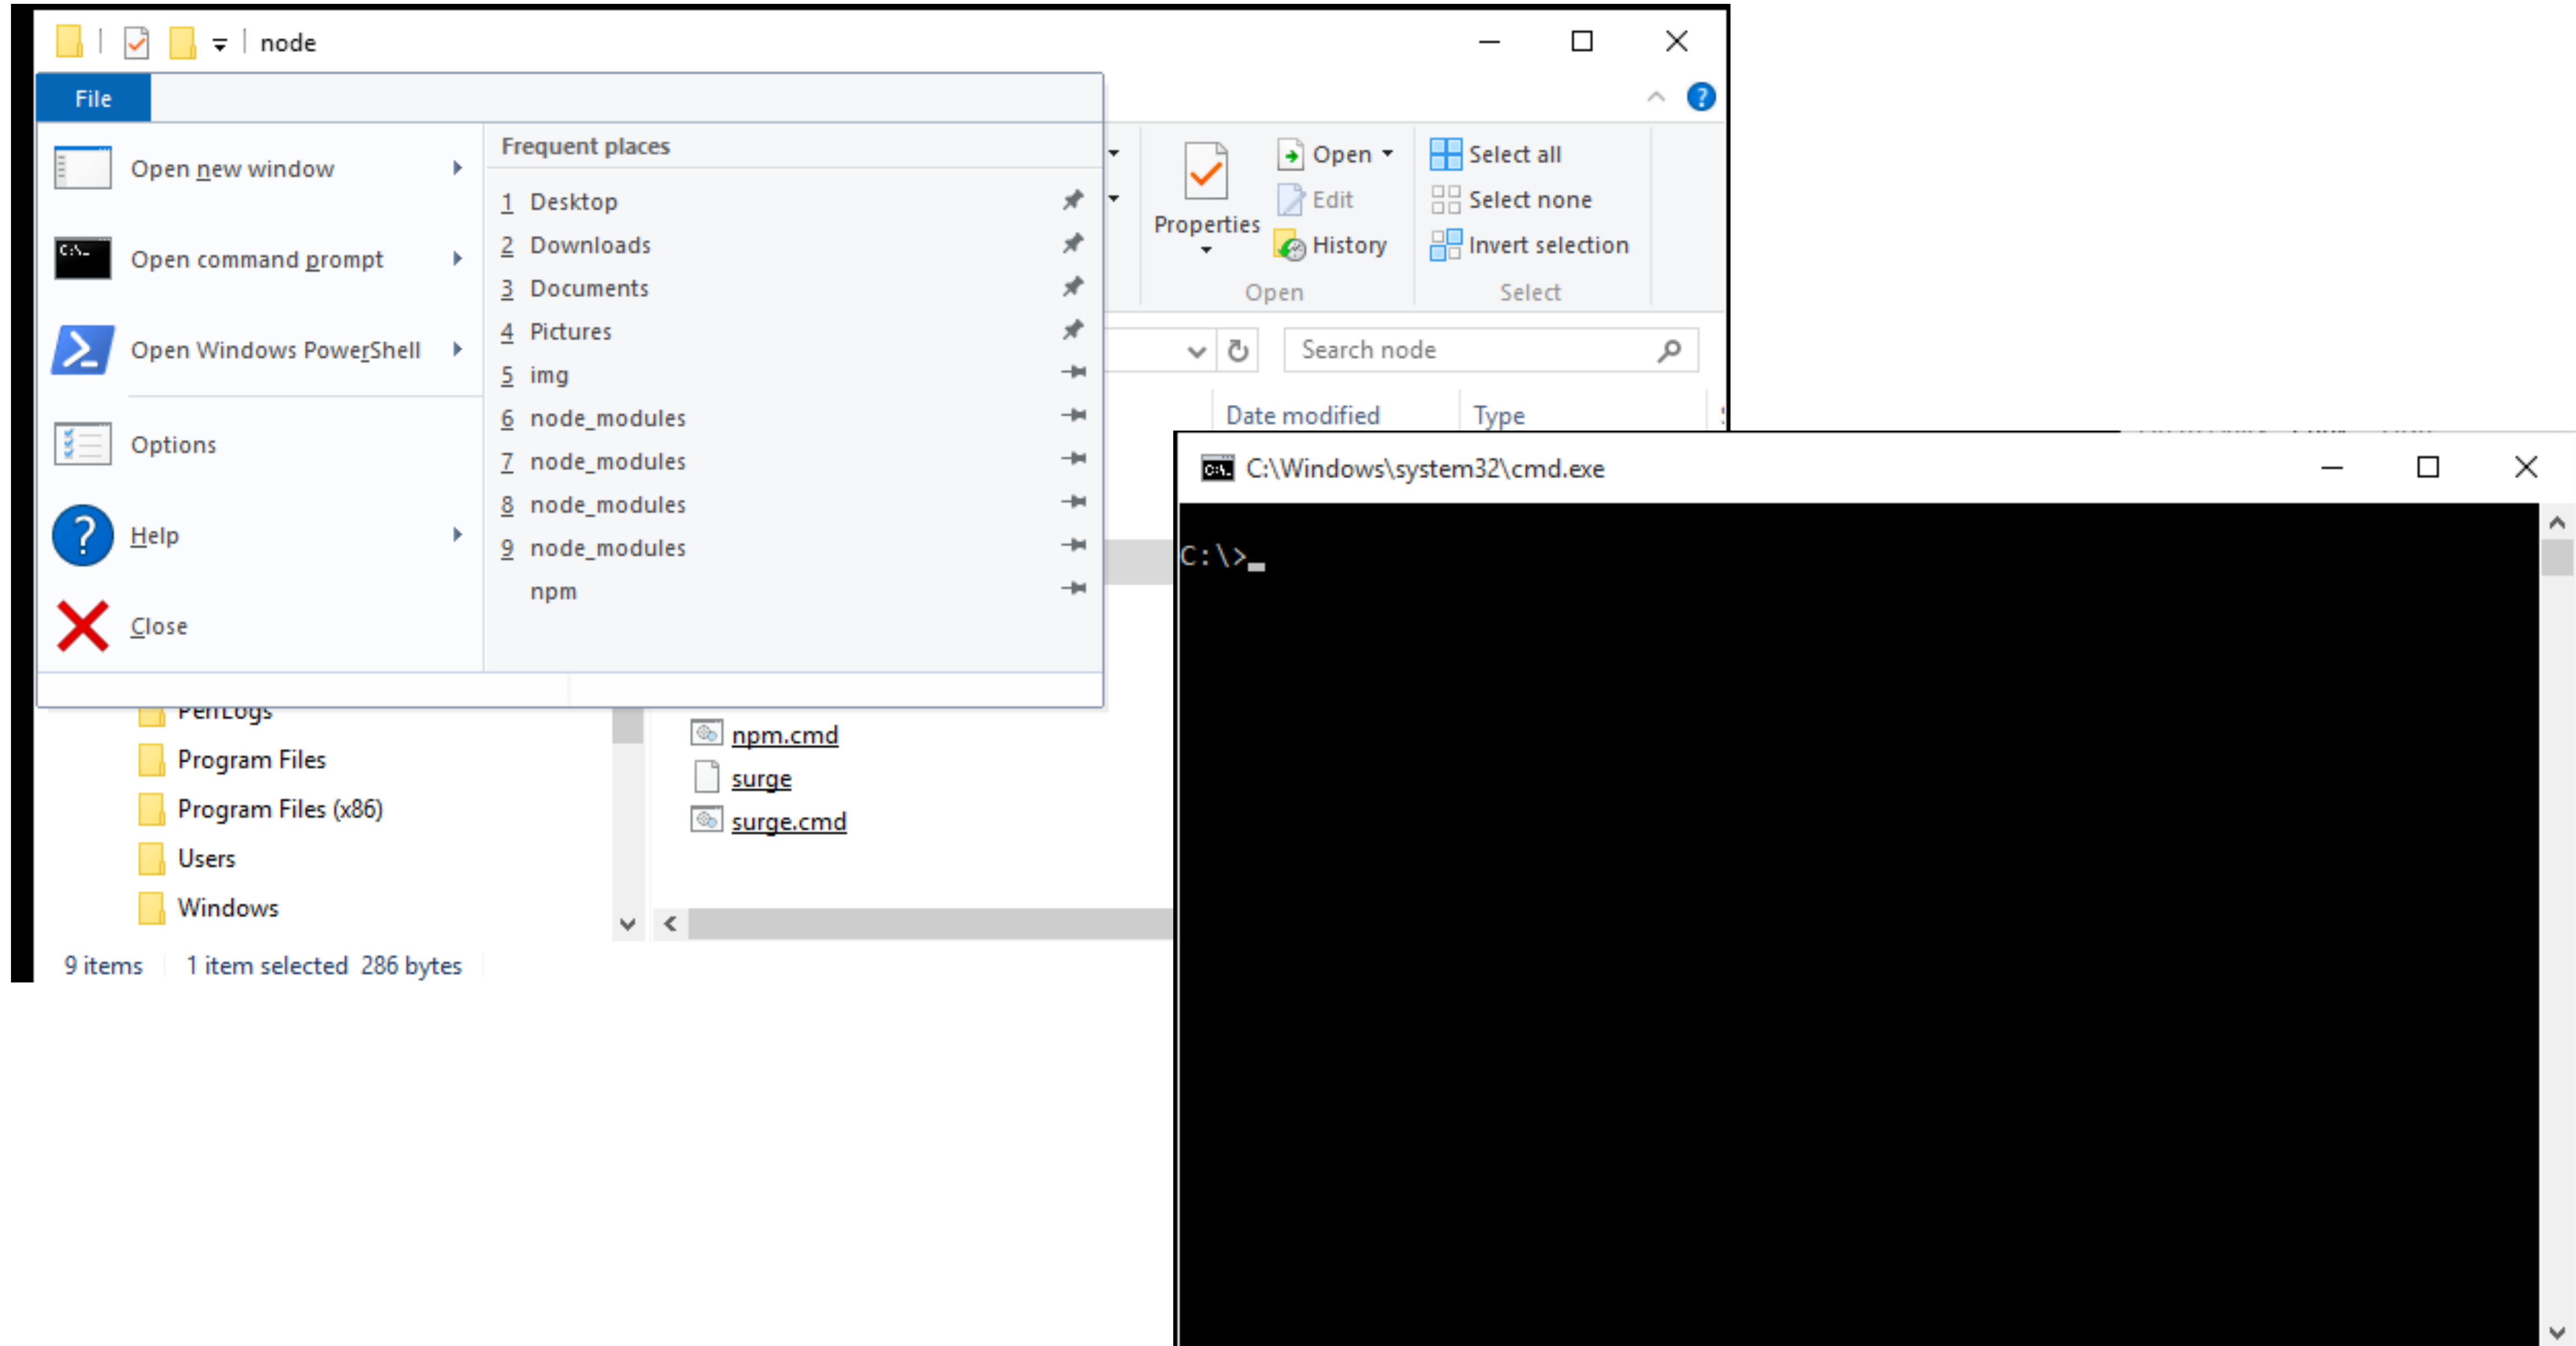 node
File
Open new window
Open command prompt
Open Windows PowerShell
Options
Help
Close
Frequent places
1 Desktop
2 Downloads
3 Documents
4 Pictures
5 img
6 node_modules
7 node_modules
8 node_modules
9 node_modules
npm
Properties
Open
Edit
History
Open
Select all
Select none
Invert selection
Select
Search node
Date modified
Type
PerfLogs
Program Files
Program Files (x86)
Users
Windows
npm.cmd
surge
surge.cmd
9 items
1 item selected 286 bytes
C:\Windows\system32\cmd.exe
C:\>_